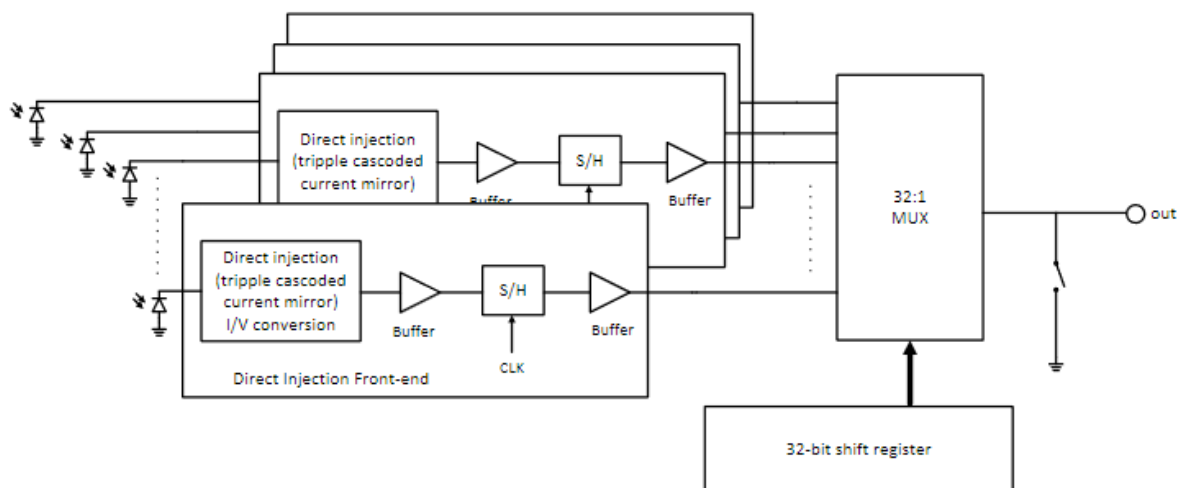 Direct injection
(tripple cascoded
current mirror)
Buffer
S/H
Buffer
32:1
MUX
out
Direct injection
(tripple cascoded
current mirror)
I/V conversion
Buffer
S/H
Buffer
CLK
Direct Injection Front-end
32-bit shift register